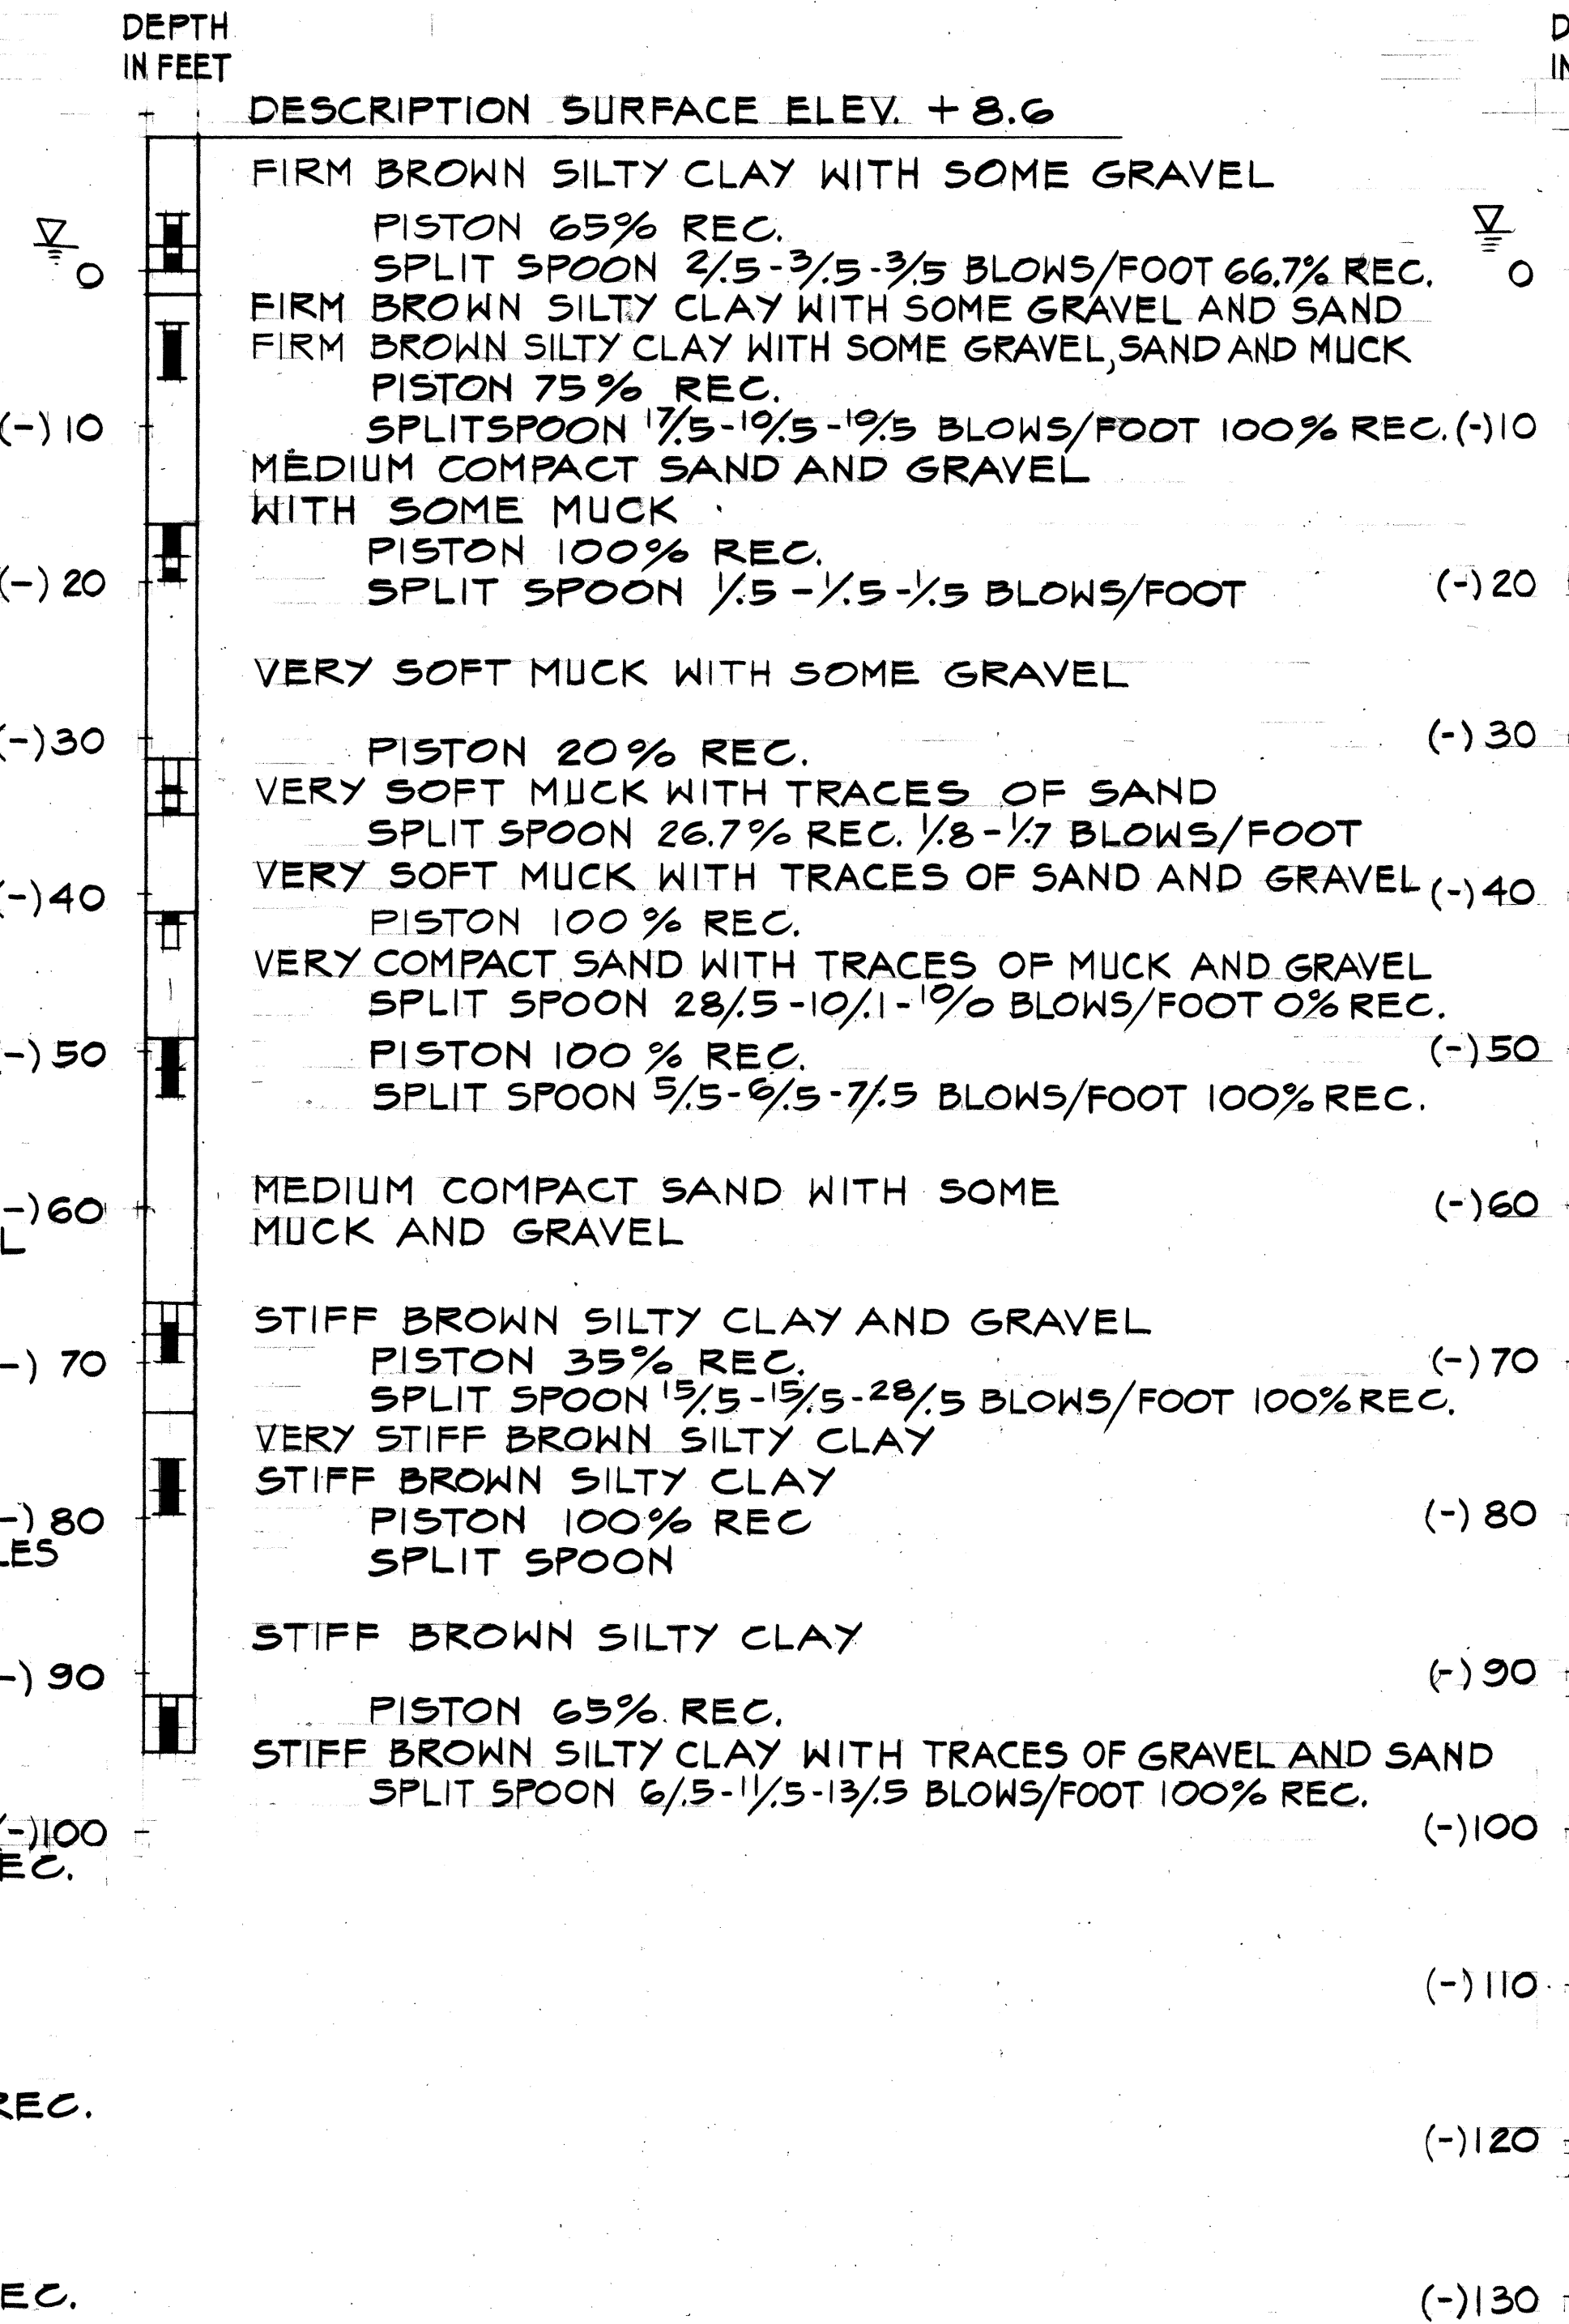 DEPTH
IN FEET
DESCRIPTION SURFACE ELEV. +8.6
FIRM BROWN SILTY CLAY WITH SOME GRAVEL
PISTON 65% REC.
0 SPLIT SPOON 2/.5-3/.5-3/.5 BLOWS/FOOT 66.7% REC. 0
FIRM BROWN SILTY CLAY WITH SOME GRAVEL AND SAND
FIRM BROWN SILTY CLAY WITH SOME GRAVEL, SAND AND MUCK
PISTON 75% REC.
(-)10 SPLITSPOON 17/.5-10/.5-10/.5 BLOWS/FOOT 100% REC. (-)10
MEDIUM COMPACT SAND AND GRAVEL
WITH SOME MUCK
PISTON 100% REC.
(-)20 SPLIT SPOON 1/.5-1/.5-1/.5 BLOWS/FOOT (-)20
VERY SOFT MUCK WITH SOME GRAVEL
(-)30 PISTON 20% REC. (-)30
VERY SOFT MUCK WITH TRACES OF SAND
SPLIT SPOON 26.7% REC. 1/.8-1/.7 BLOWS/FOOT
(-)40 VERY SOFT MUCK WITH TRACES OF SAND AND GRAVEL (-)40
PISTON 100% REC.
VERY COMPACT SAND WITH TRACES OF MUCK AND GRAVEL
SPLIT SPOON 28/.5-10/.1-10/0 BLOWS/FOOT 0% REC.
-)50 PISTON 100% REC. (-)50
SPLIT SPOON 5/.5-6/.5-7/.5 BLOWS/FOOT 100% REC.
-)60 MEDIUM COMPACT SAND WITH SOME (-)60
L MUCK AND GRAVEL
STIFF BROWN SILTY CLAY AND GRAVEL
-)70 PISTON 35% REC. (-)70
SPLIT SPOON 15/.5-15/.5-28/.5 BLOWS/FOOT 100% REC.
VERY STIFF BROWN SILTY CLAY
STIFF BROWN SILTY CLAY
-)80 PISTON 100% REC (-)80
LES SPLIT SPOON
STIFF BROWN SILTY CLAY
-)90 (-)90
PISTON 65% REC.
STIFF BROWN SILTY CLAY WITH TRACES OF GRAVEL AND SAND
SPLIT SPOON 6/.5-11/.5-13/.5 BLOWS/FOOT 100% REC.
(-)100 (-)100
EC.
(-)110
REC.
(-)120
EC. (-)130